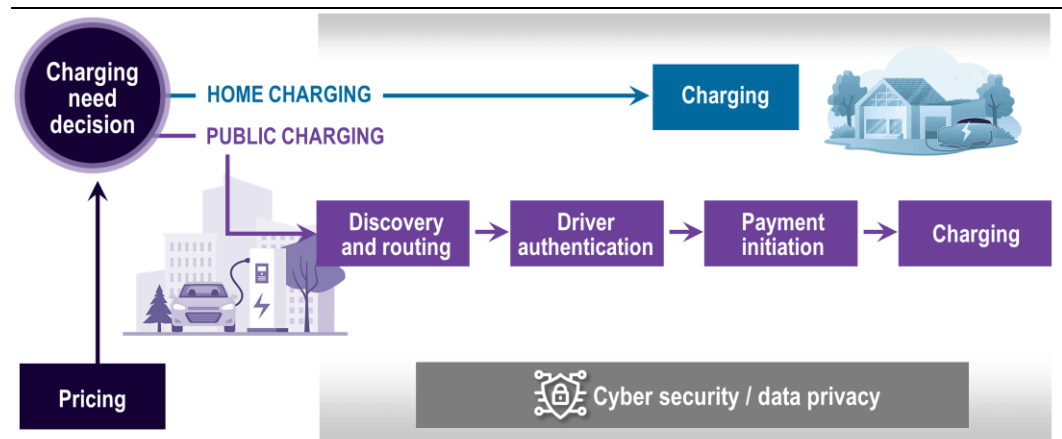 Charging
need
decision
HOME CHARGING
Charging
PUBLIC CHARGING
Discovery
and routing
Driver
authentication
Payment
initiation
Charging
Pricing
Cyber security / data privacy